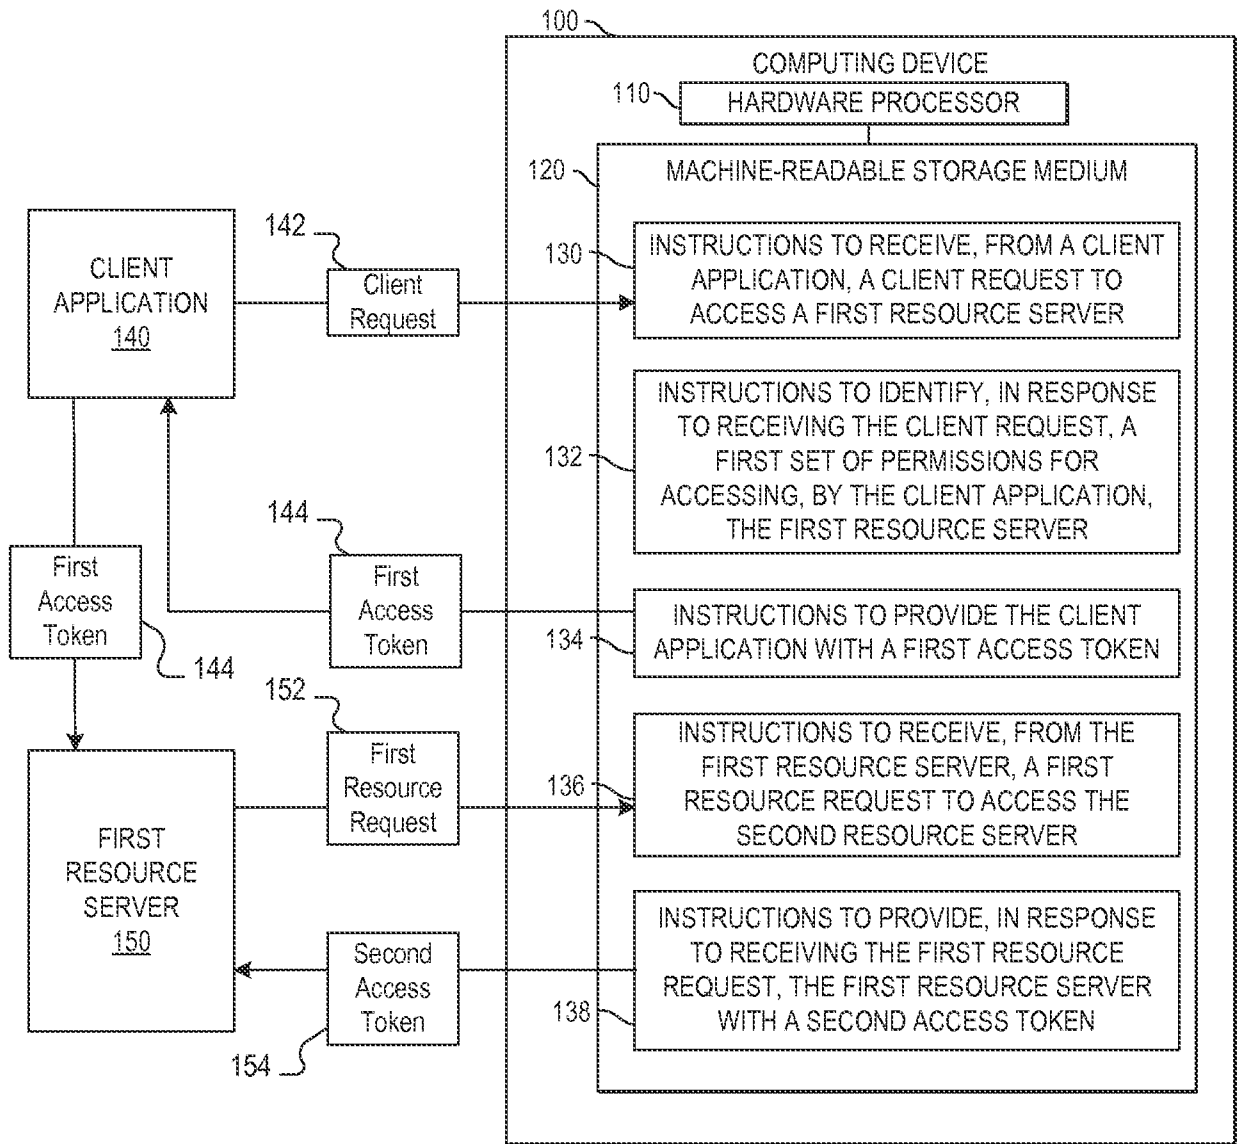 100
COMPUTING DEVICE
110
HARDWARE PROCESSOR
120
MACHINE-READABLE STORAGE MEDIUM
130
INSTRUCTIONS TO RECEIVE, FROM A CLIENT
APPLICATION, A CLIENT REQUEST TO
ACCESS A FIRST RESOURCE SERVER
142
Client
Request
CLIENT
APPLICATION
140
132
INSTRUCTIONS TO IDENTIFY, IN RESPONSE
TO RECEIVING THE CLIENT REQUEST, A
FIRST SET OF PERMISSIONS FOR
ACCESSING, BY THE CLIENT APPLICATION,
THE FIRST RESOURCE SERVER
144
First
Access
Token
First
Access
Token
144
134
INSTRUCTIONS TO PROVIDE THE CLIENT
APPLICATION WITH A FIRST ACCESS TOKEN
152
First
Resource
Request
136
INSTRUCTIONS TO RECEIVE, FROM THE
FIRST RESOURCE SERVER, A FIRST
RESOURCE REQUEST TO ACCESS THE
SECOND RESOURCE SERVER
FIRST
RESOURCE
SERVER
150
Second
Access
Token
154
138
INSTRUCTIONS TO PROVIDE, IN RESPONSE
TO RECEIVING THE FIRST RESOURCE
REQUEST, THE FIRST RESOURCE SERVER
WITH A SECOND ACCESS TOKEN